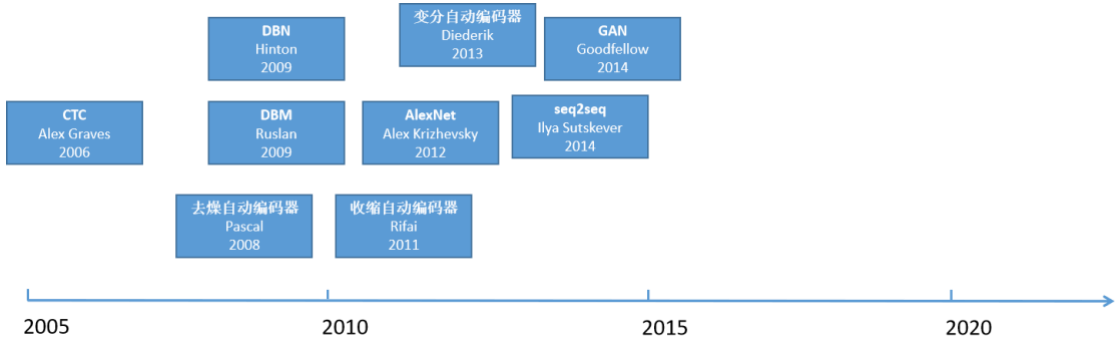 DBN
Hinton
2009
变分自动编码器
Diederik
2013
GAN
Goodfellow
2014
CTC
Alex Graves
2006
DBM
Ruslan
2009
AlexNet
Alex Krizhevsky
2012
seq2seq
Ilya Sutskever
2014
去燥自动编码器
Pascal
2008
收缩自动编码器
Rifai
2011
2005
2010
2015
2020